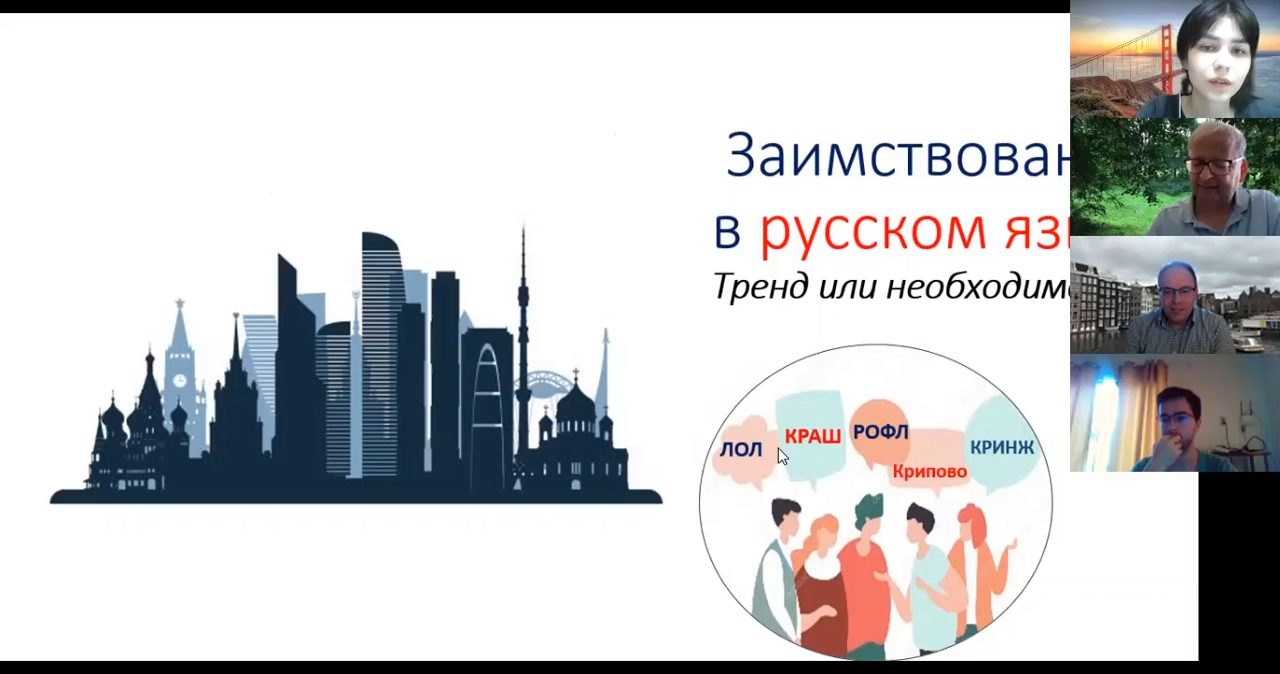 Заимствован
в русском яз
Тренд или необходим
ЛОЛ
КРАШ
РОФЛ
Крипово
КРИНЖ